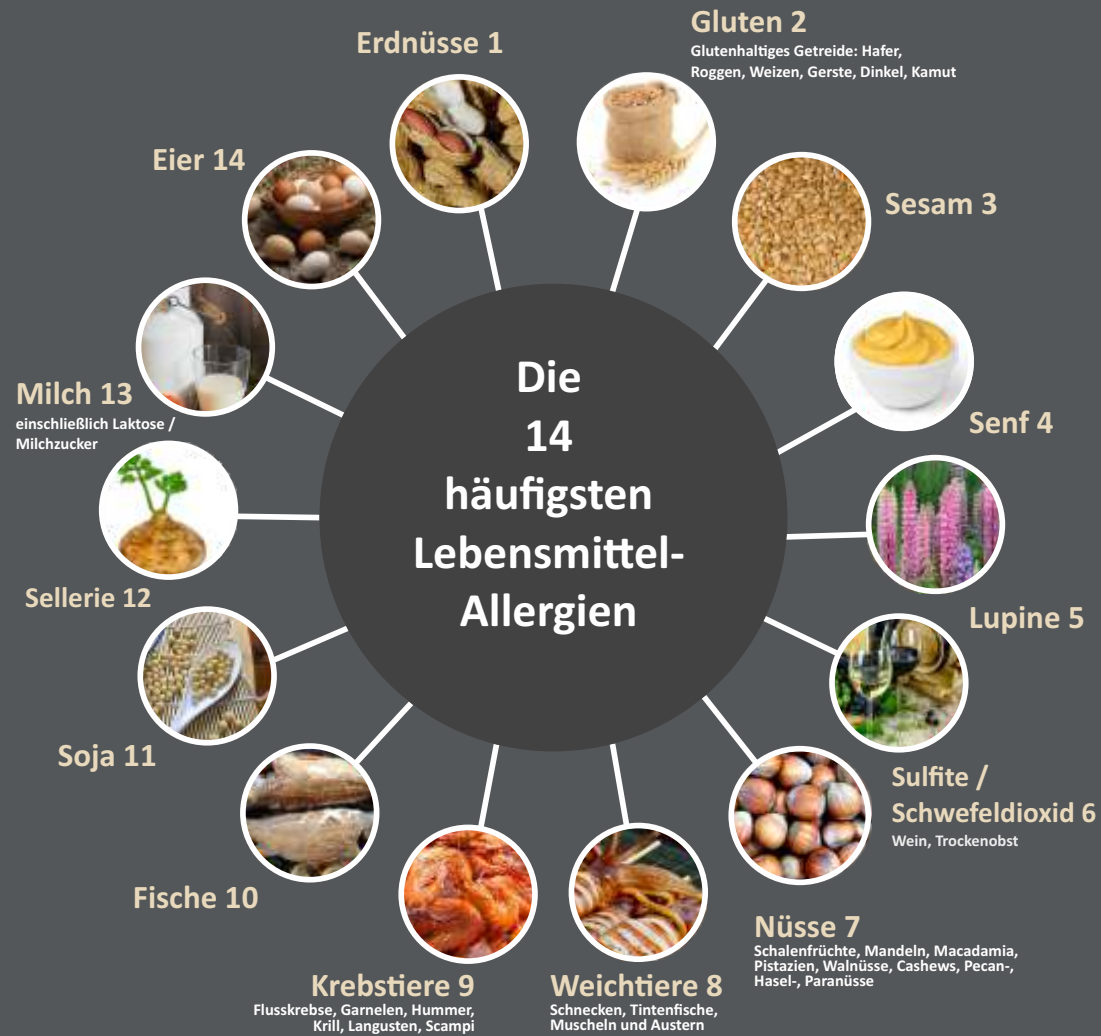 Die
14
häufigsten
Lebensmittel-
Allergien
Erdnüsse 1
Gluten 2
Glutenhaltiges Getreide: Hafer,
Roggen, Weizen, Gerste, Dinkel, Kamut
Sesam 3
Senf 4
Lupine 5
Sulfite /
Schwefeldioxid 6
Wein, Trockenobst
Nüsse 7
Schalenfrüchte, Mandeln, Macadamia,
Pistazien, Walnüsse, Cashews, Pecan-,
Hasel-, Paranüsse
Weichtiere 8
Schnecken, Tintenfische,
Muscheln und Austern
Krebstiere 9
Flusskrebse, Garnelen, Hummer,
Krill, Langusten, Scampi
Fische 10
Soja 11
Sellerie 12
Milch 13
einschließlich Laktose /
Milchzucker
Eier 14